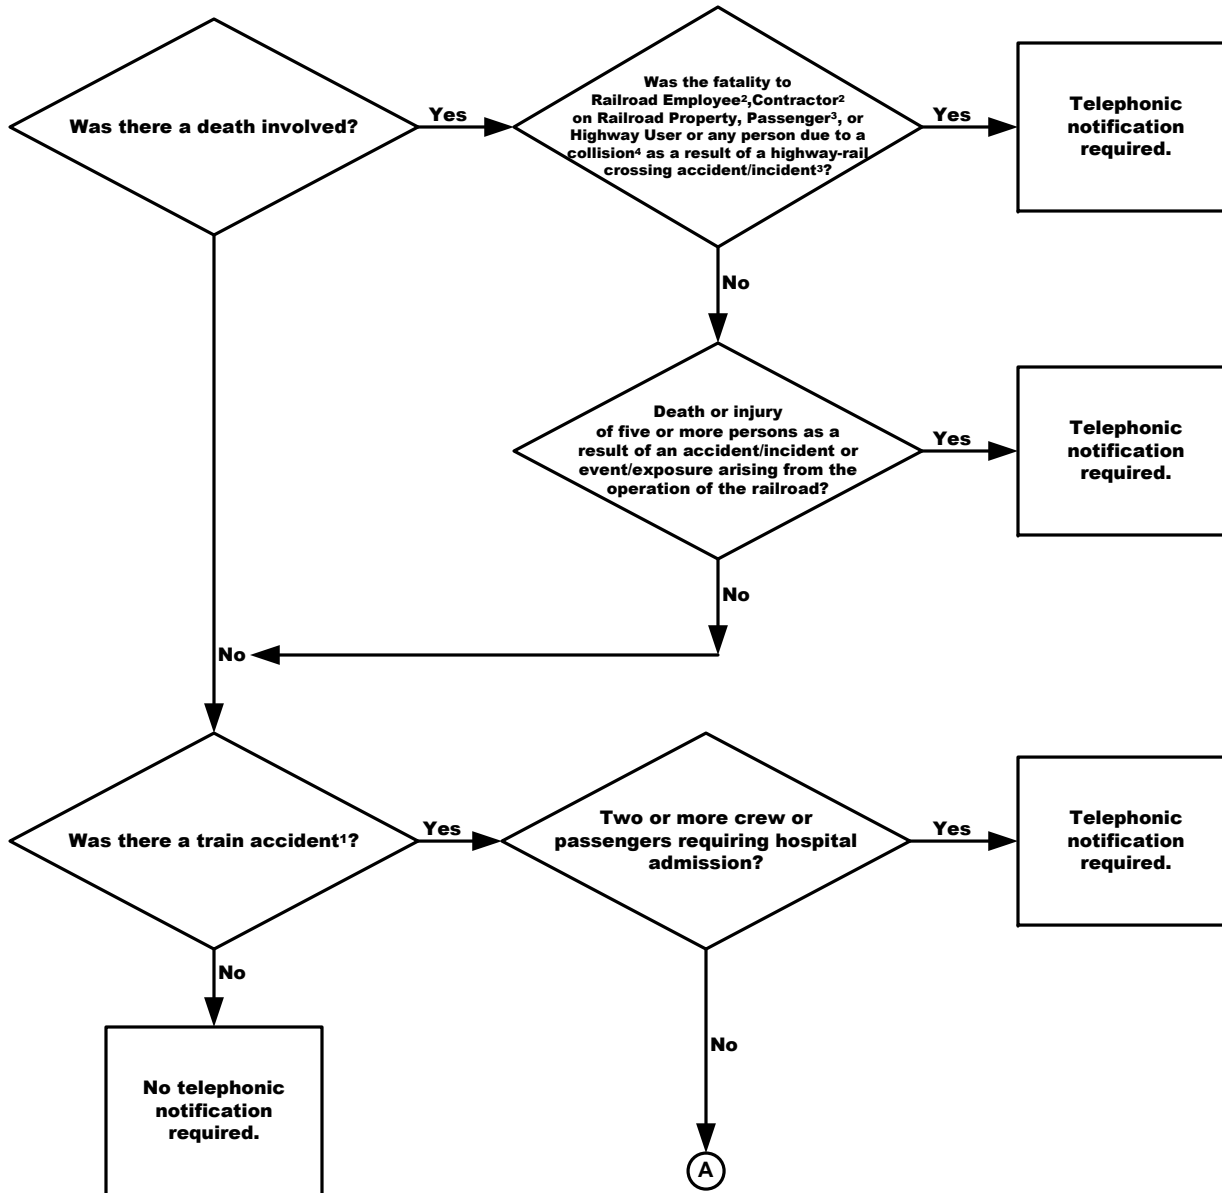 Was there a death involved?
Yes
Was the fatality to
Railroad Employee²,Contractor²
on Railroad Property, Passenger³, or
Highway User or any person due to a
collision⁴ as a result of a highway-rail
crossing accident/incident³?
Yes
Telephonic
notification
required.
No
Death or injury
of five or more persons as a
result of an accident/incident or
event/exposure arising from the
operation of the railroad?
Yes
Telephonic
notification
required.
No
No
Was there a train accident¹?
Yes
Two or more crew or
passengers requiring hospital
admission?
Yes
Telephonic
notification
required.
No
No telephonic
notification
required.
No
A